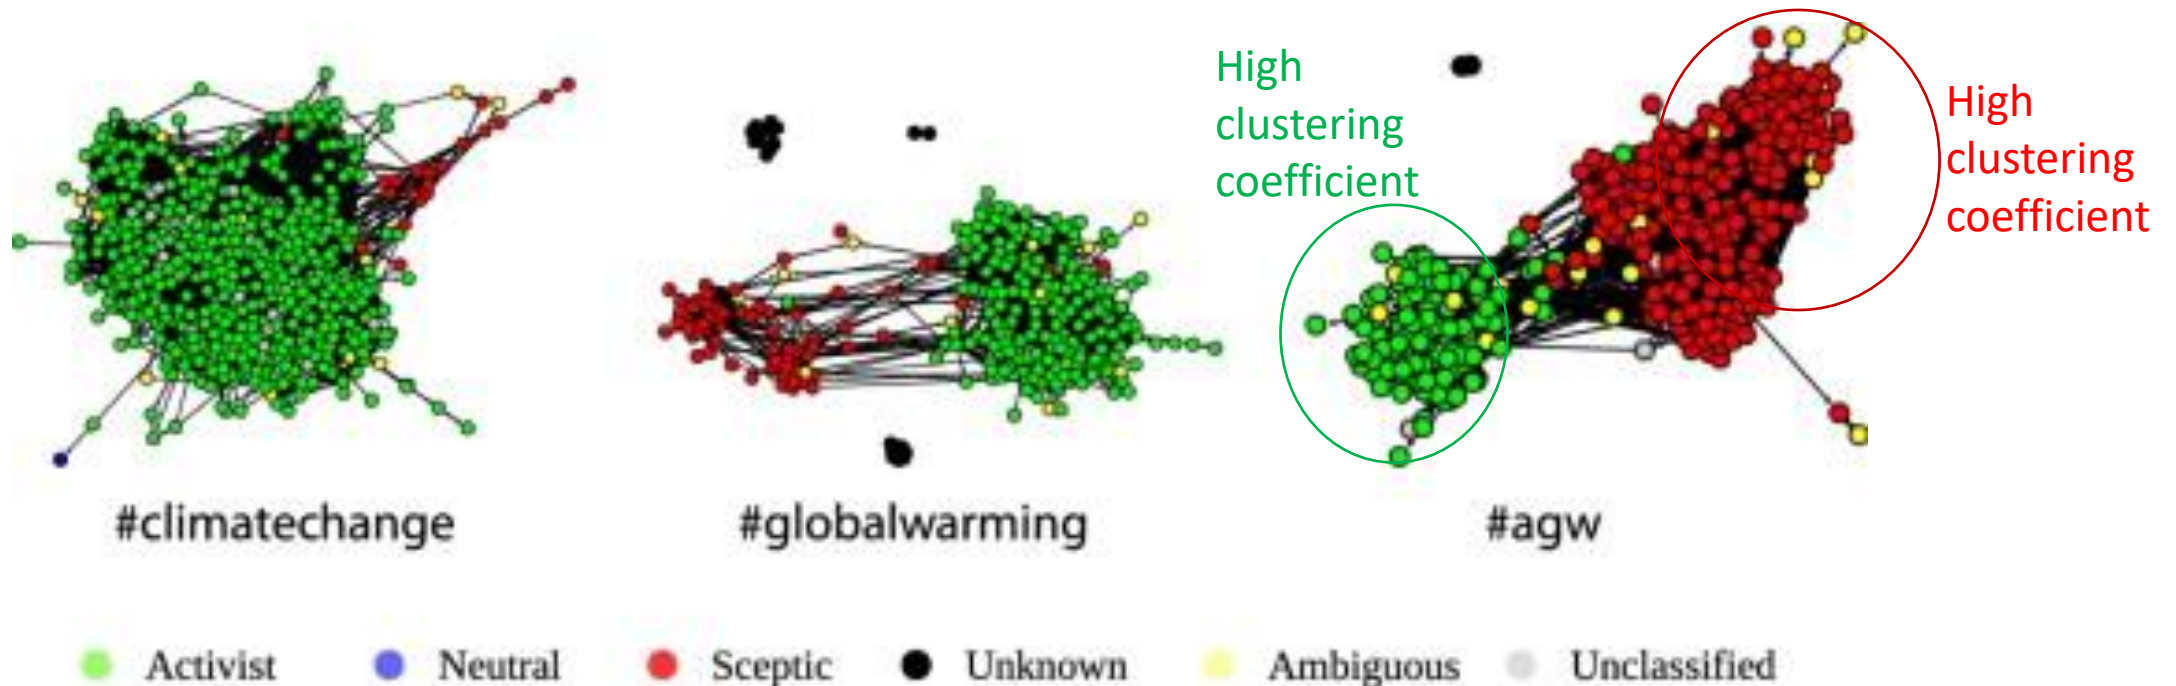 High
clustering
coefficient
High
clustering
coefficient
#climatechange
#globalwarming
#agw
Activist
Neutral
Sceptic
Unknown
Ambiguous
Unclassified